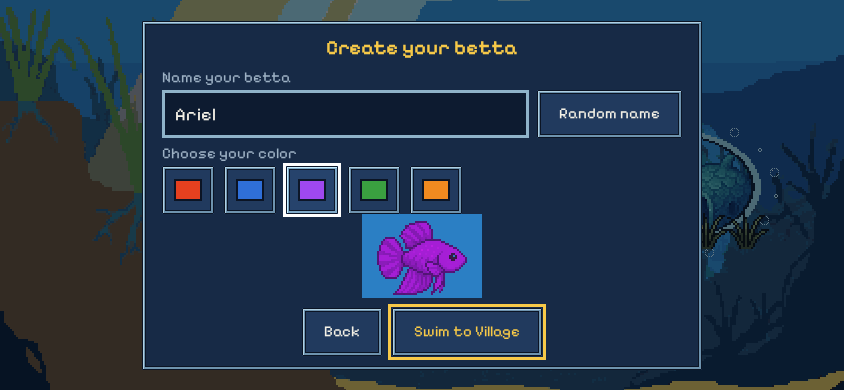 Create your betta
Name your betta
Ariel
Random name
Choose your color
Back
Swim to Village